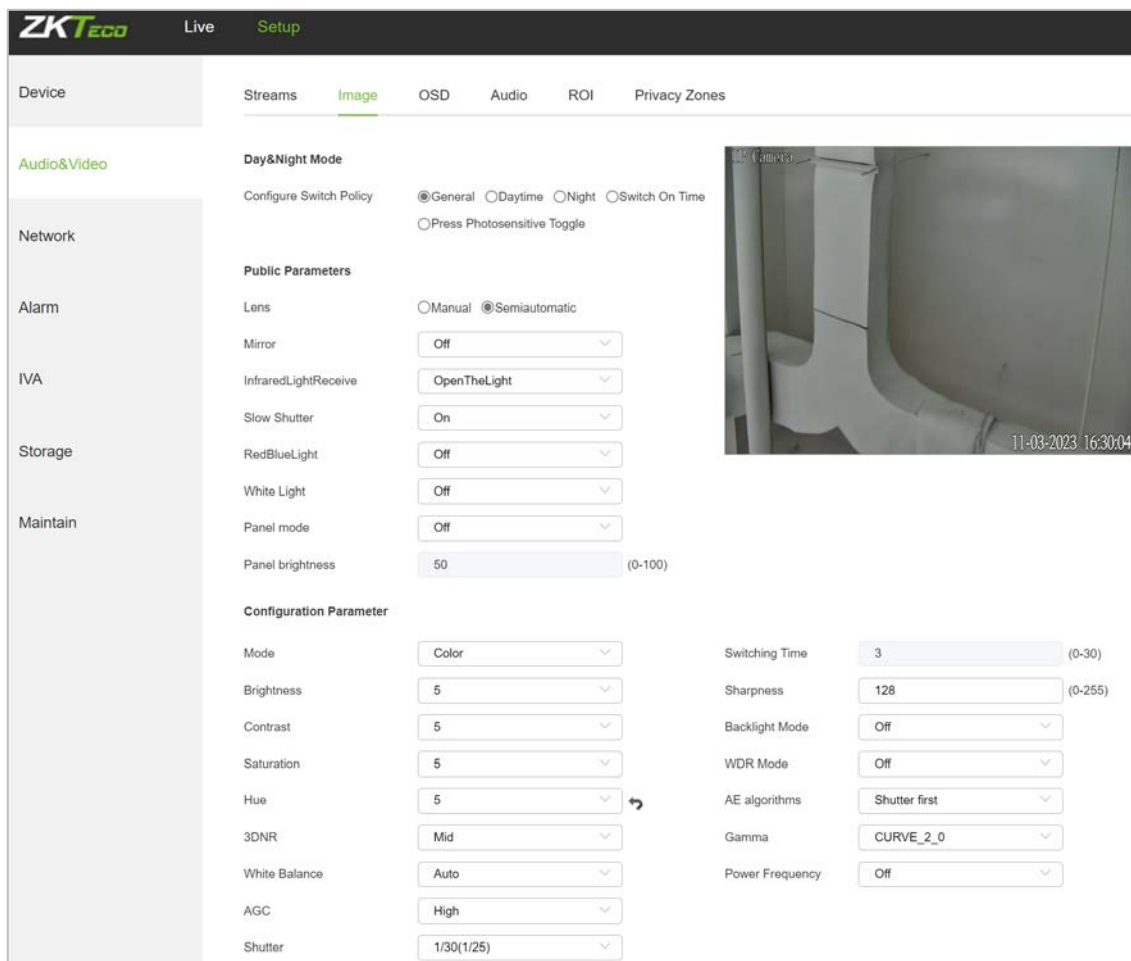 ZKTeco Live Setup
Device
Audio&Video
Network
Alarm
IVA
Storage
Maintain
Streams Image OSD Audio ROI Privacy Zones
Day&Night Mode
Configure Switch Policy General Daytime Night Switch On Time
Press Photosensitive Toggle
Public Parameters
Lens Manual Semiautomatic
Mirror Off
InfraredLightReceive OpenTheLight
Slow Shutter On
RedBlueLight Off
White Light Off
Panel mode Off
Panel brightness 50 (0-100)
IP Camera
11-03-2023 16:30:04
Configuration Parameter
Mode Color Switching Time 3 (0-30)
Brightness 5 Sharpness 128 (0-255)
Contrast 5 Backlight Mode Off
Saturation 5 WDR Mode Off
Hue 5 AE algorithms Shutter first
3DNR Mid Gamma CURVE_2_0
White Balance Auto Power Frequency Off
AGC High
Shutter 1/30(1/25)